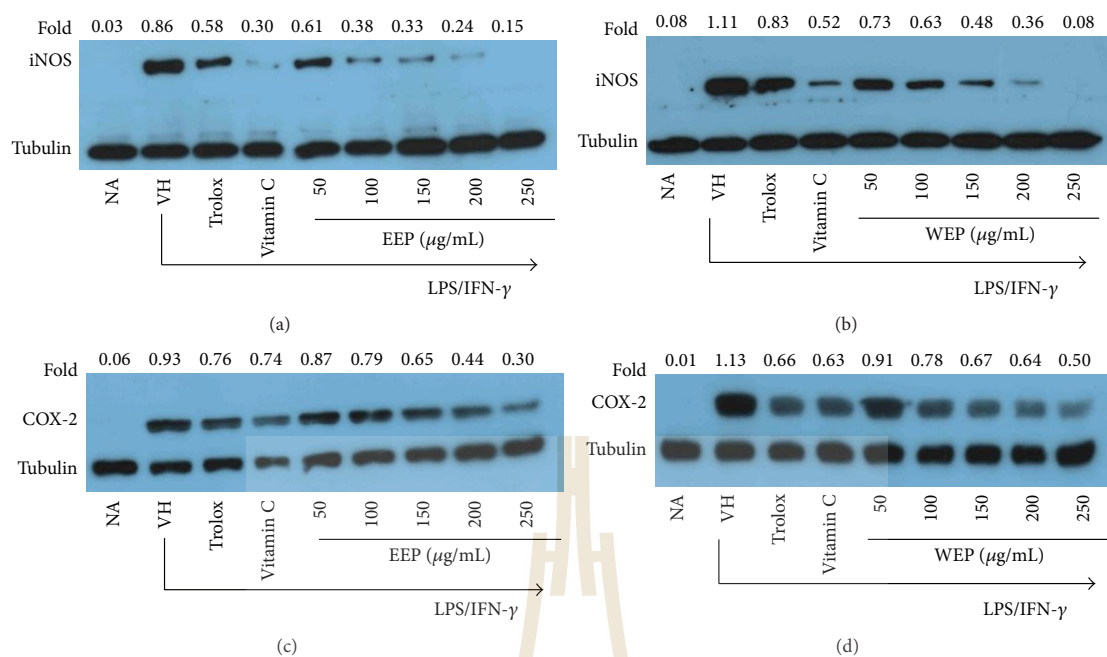 Fold 0.03 0.86 0.58 0.30 0.61 0.38 0.33 0.24 0.15
iNOS
Tubulin
NA VH Trolox Vitamin C 50 100 150 200 250
EEP (μg/mL)
LPS/IFN-γ
(a)
Fold 0.08 1.11 0.83 0.52 0.73 0.63 0.48 0.36 0.08
iNOS
Tubulin
NA VH Trolox Vitamin C 50 100 150 200 250
WEP (μg/mL)
LPS/IFN-γ
(b)
0.06 0.93 0.76 0.74 0.87 0.79 0.65 0.44 0.30
Fold
COX-2
Tubulin
NA VH Trolox Vitamin C 50 100 150 200 250
EEP (μg/mL)
LPS/IFN-γ
(c)
0.01 1.13 0.66 0.63 0.91 0.78 0.67 0.64 0.50
Fold
COX-2
Tubulin
NA VH Trolox Vitamin C 50 100 150 200 250
WEP (μg/mL)
LPS/IFN-γ
(d)